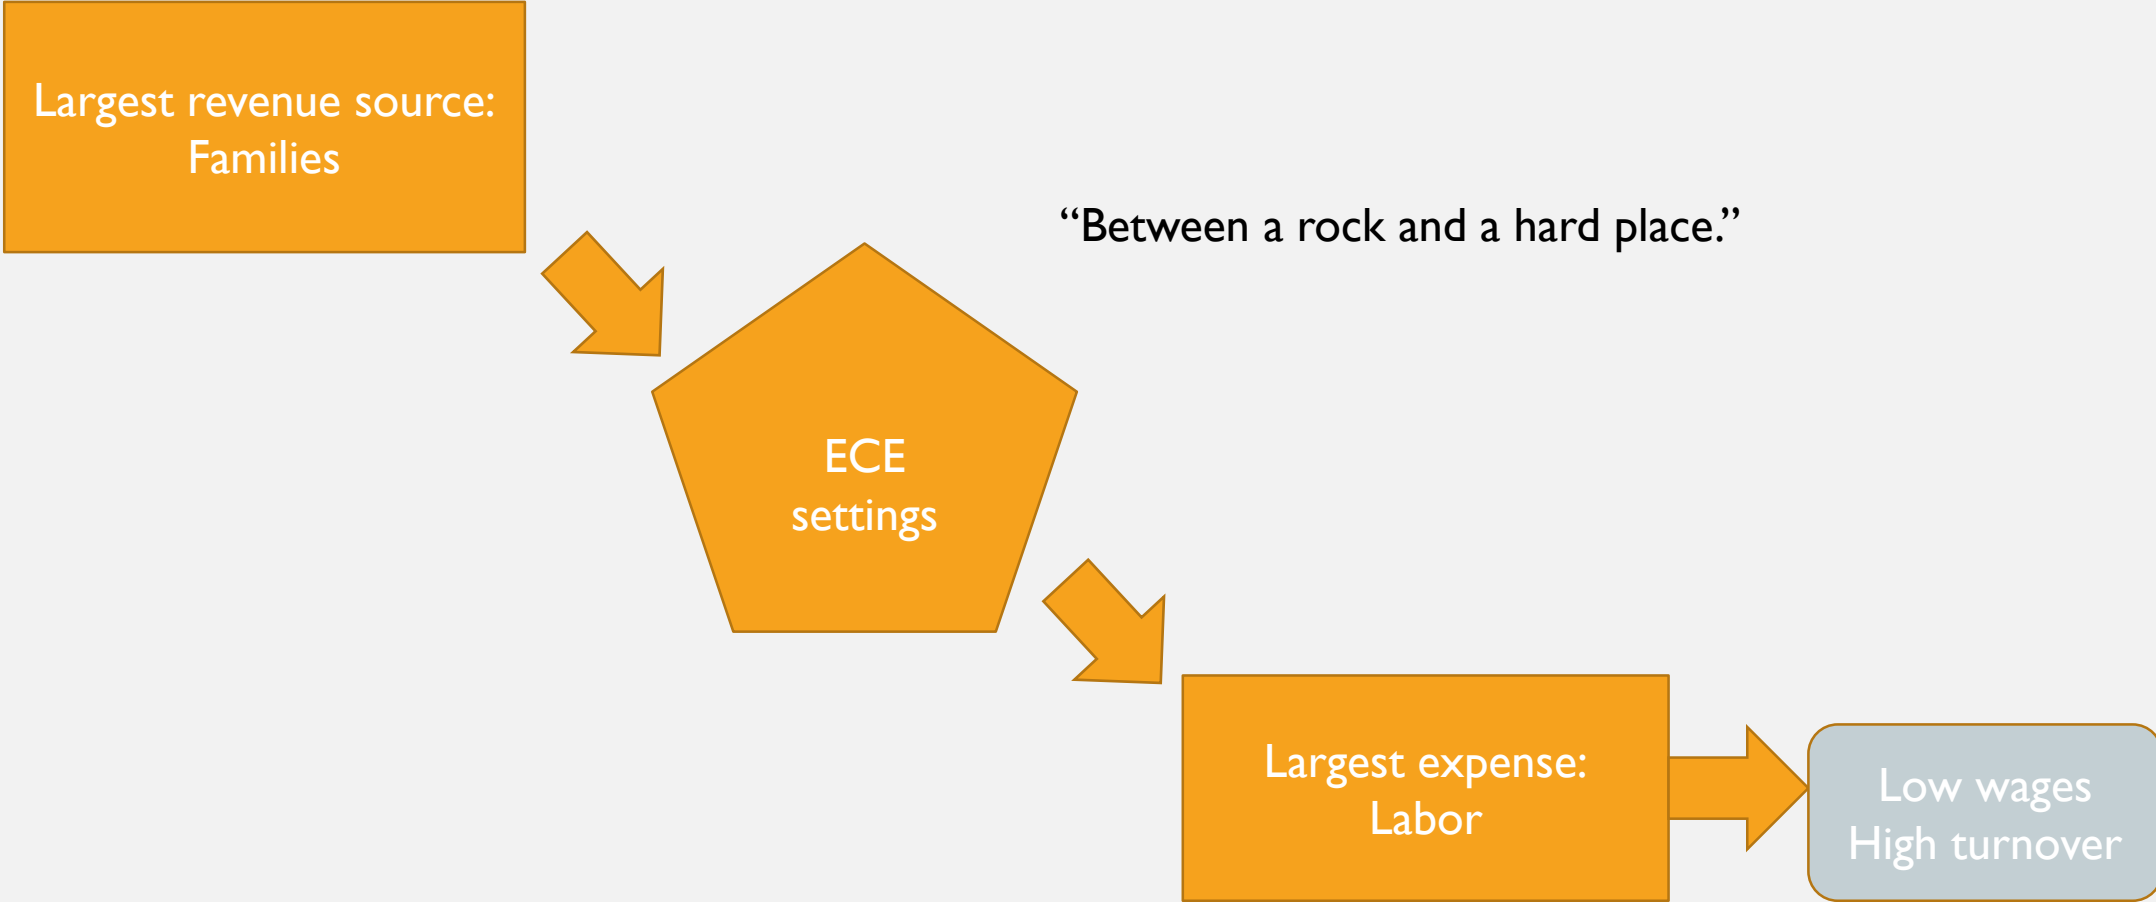 Largest revenue source:
Families
“Between a rock and a hard place.”
ECE
settings
Largest expense:
Labor
Low wages
High turnover